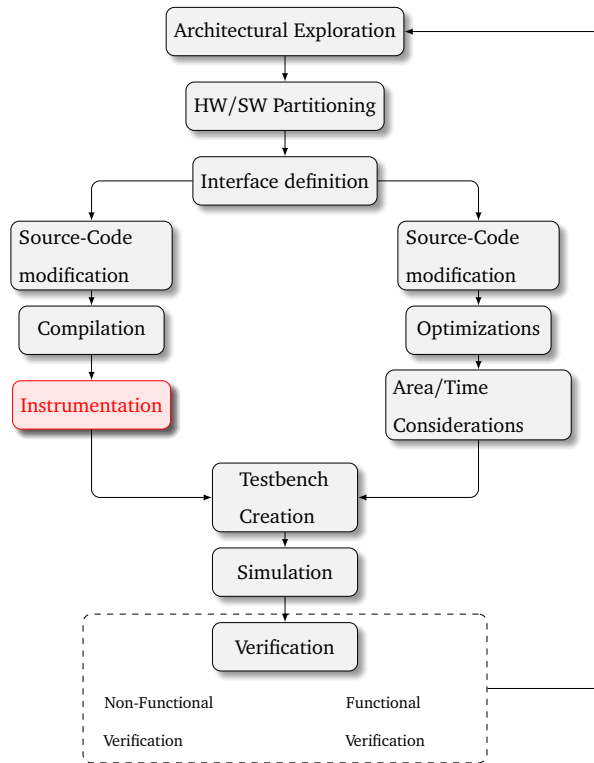 Architectural Exploration
HW/SW Partitioning
Interface definition
Source-Code
modification
Compilation
Instrumentation
Source-Code
modification
Optimizations
Area/Time
Considerations
Testbench
Creation
Simulation
Verification
Non-Functional
Verification
Functional
Verification